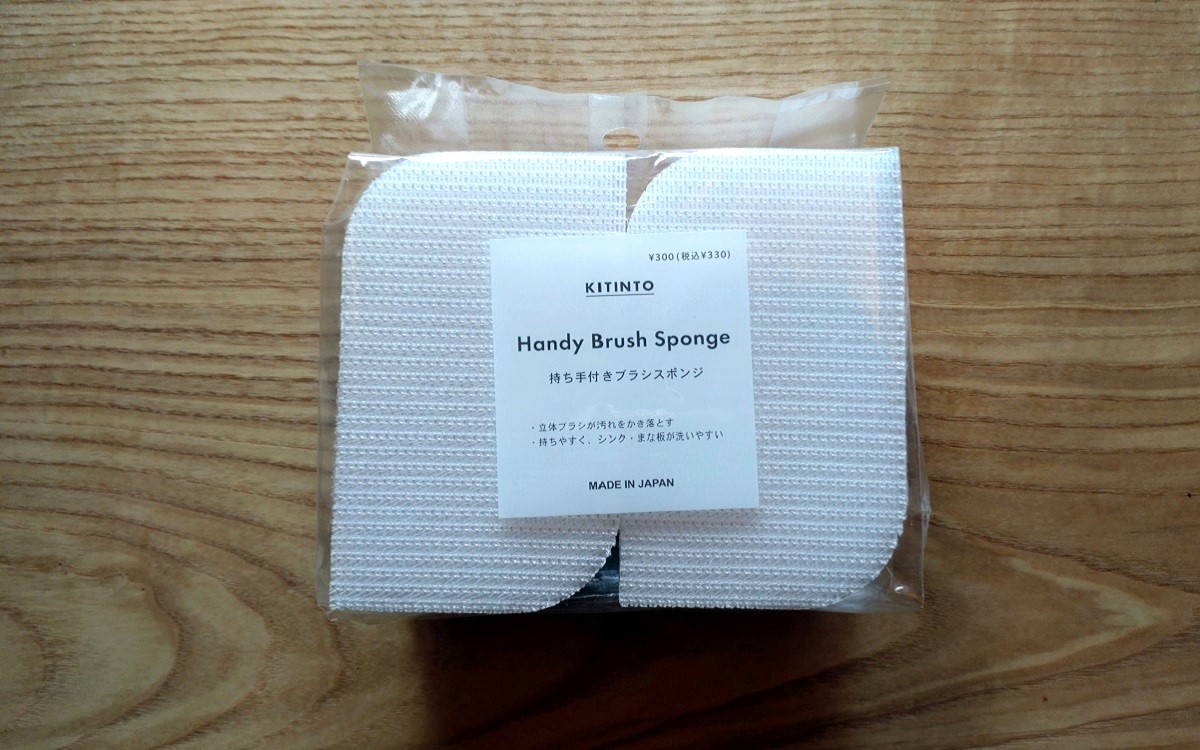 ¥300(税込¥330)
KITINTO
Handy Brush Sponge
持ち手付きブラシスポンジ
・立体ブラシが汚れをかき落とす
・持ちやすく、シンク・まな板が洗いやすい
MADE IN JAPAN